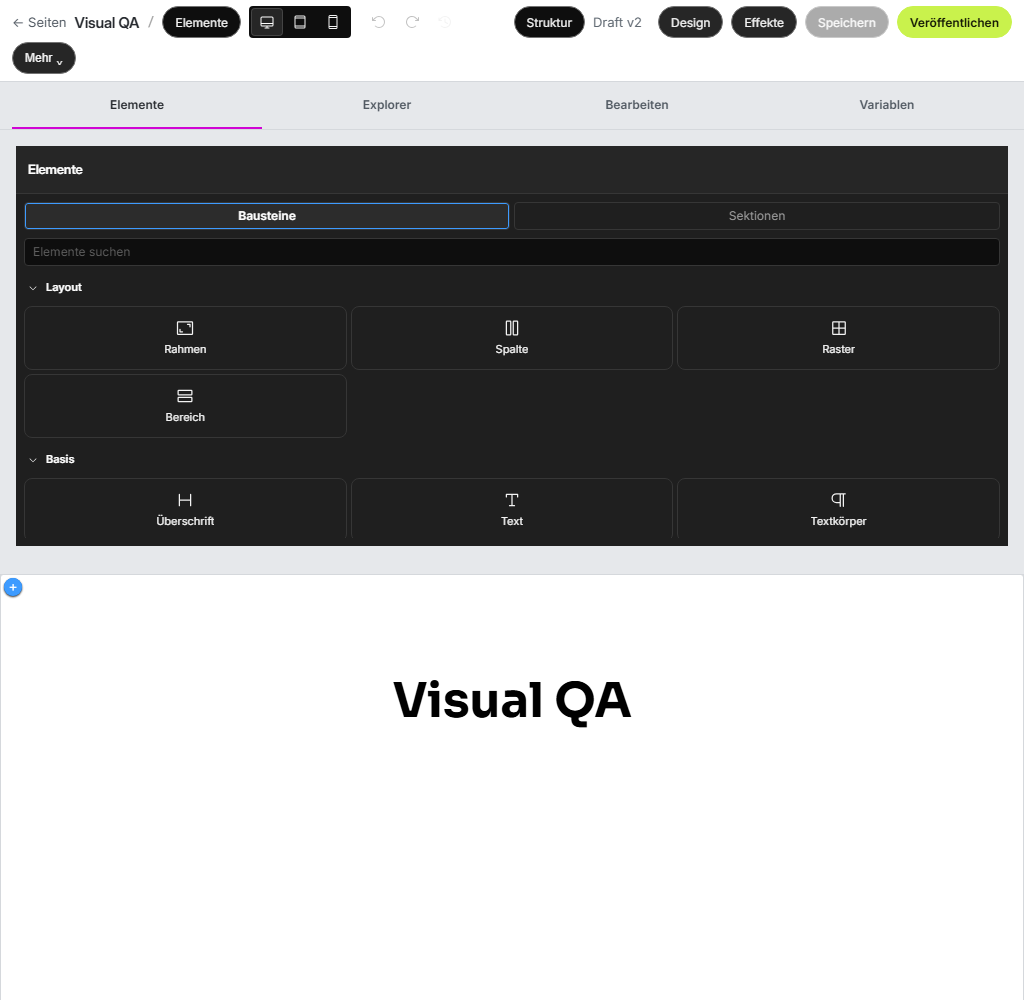 ← Seiten Visual QA / Elemente Struktur Draft v2 Design Effekte Speichern Veröffentlichen
Mehr
Elemente Explorer Bearbeiten Variablen
Elemente
Bausteine Sektionen
Elemente suchen
Layout
Rahmen Spalte Raster
Bereich
Basis
Überschrift Text Textkörper
Visual QA